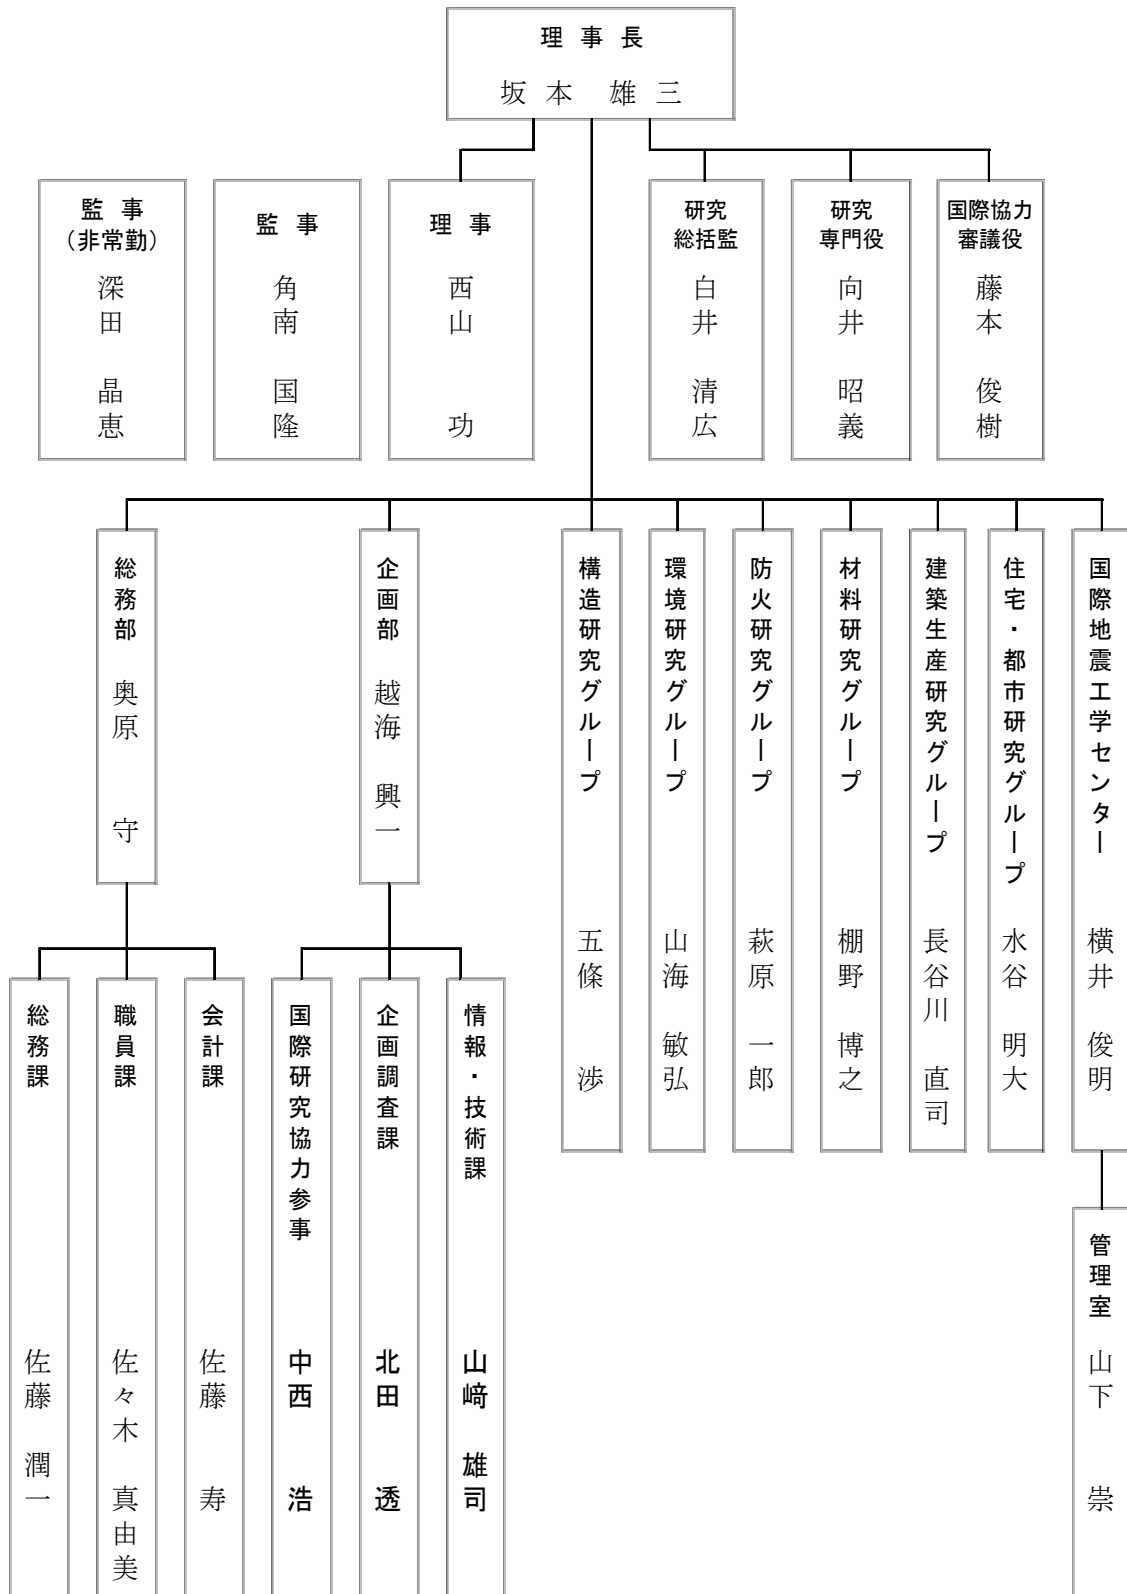 理事長
坂本 雄三
監事
(非常勤)
深田 晶恵
監事
角南 国隆
理事
西山 功
研究
総括監
白井 清広
研究
専門役
向井 昭義
国際協力
審議役
藤本 俊樹
総務部 奥原 守
企画部 越海 興一
構造研究グループ 五條 渉
環境研究グループ 山海 敏弘
防火研究グループ 萩原 一郎
材料研究グループ 棚野 博之
建築生産研究グループ 長谷川 直司
住宅・都市研究グループ 水谷 明大
国際地震工学センター 横井 俊明
総務課 佐藤 潤一
職員課 佐々木 真由美
会計課 佐藤 寿
国際研究協力参事 中西 浩
企画調査課 北田 透
情報・技術課 山﨑 雄司
管理室 山下 崇